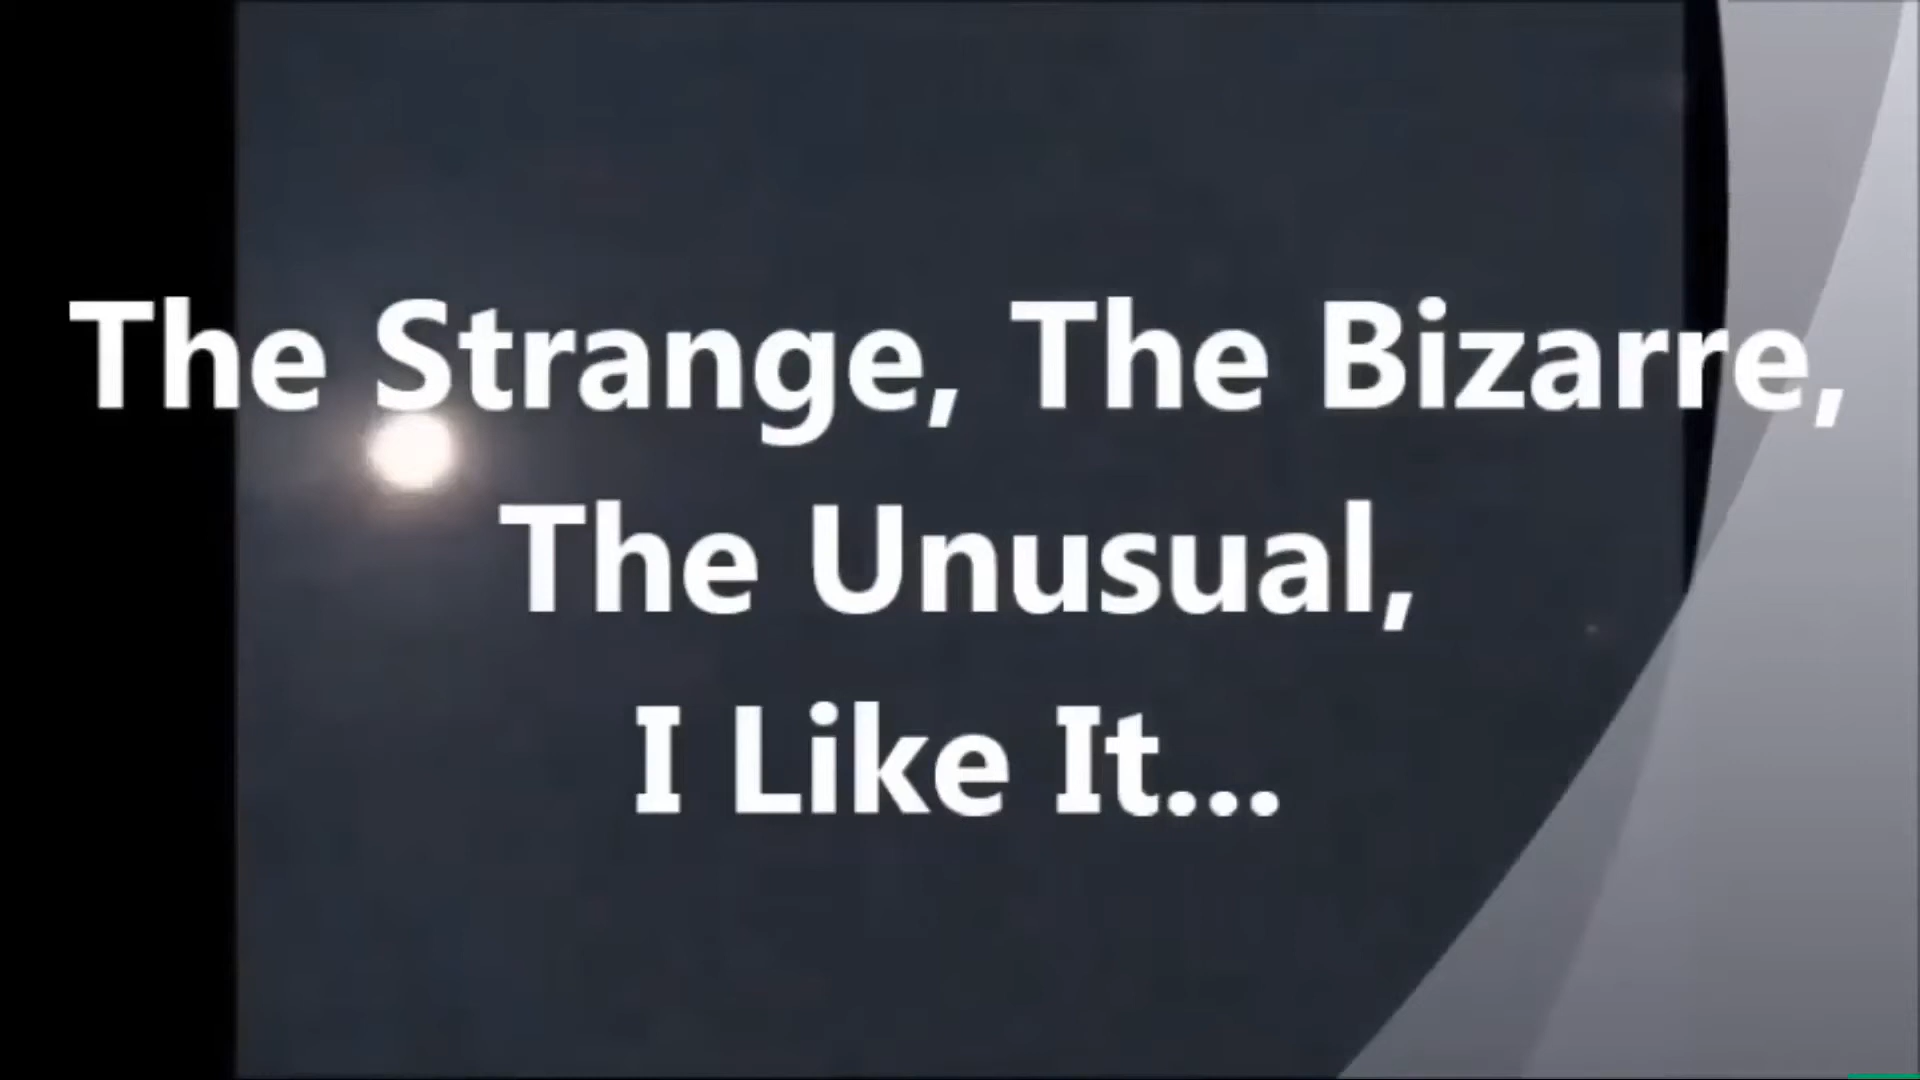 The Strange, The Bizarre,
The Unusual,
I Like It...